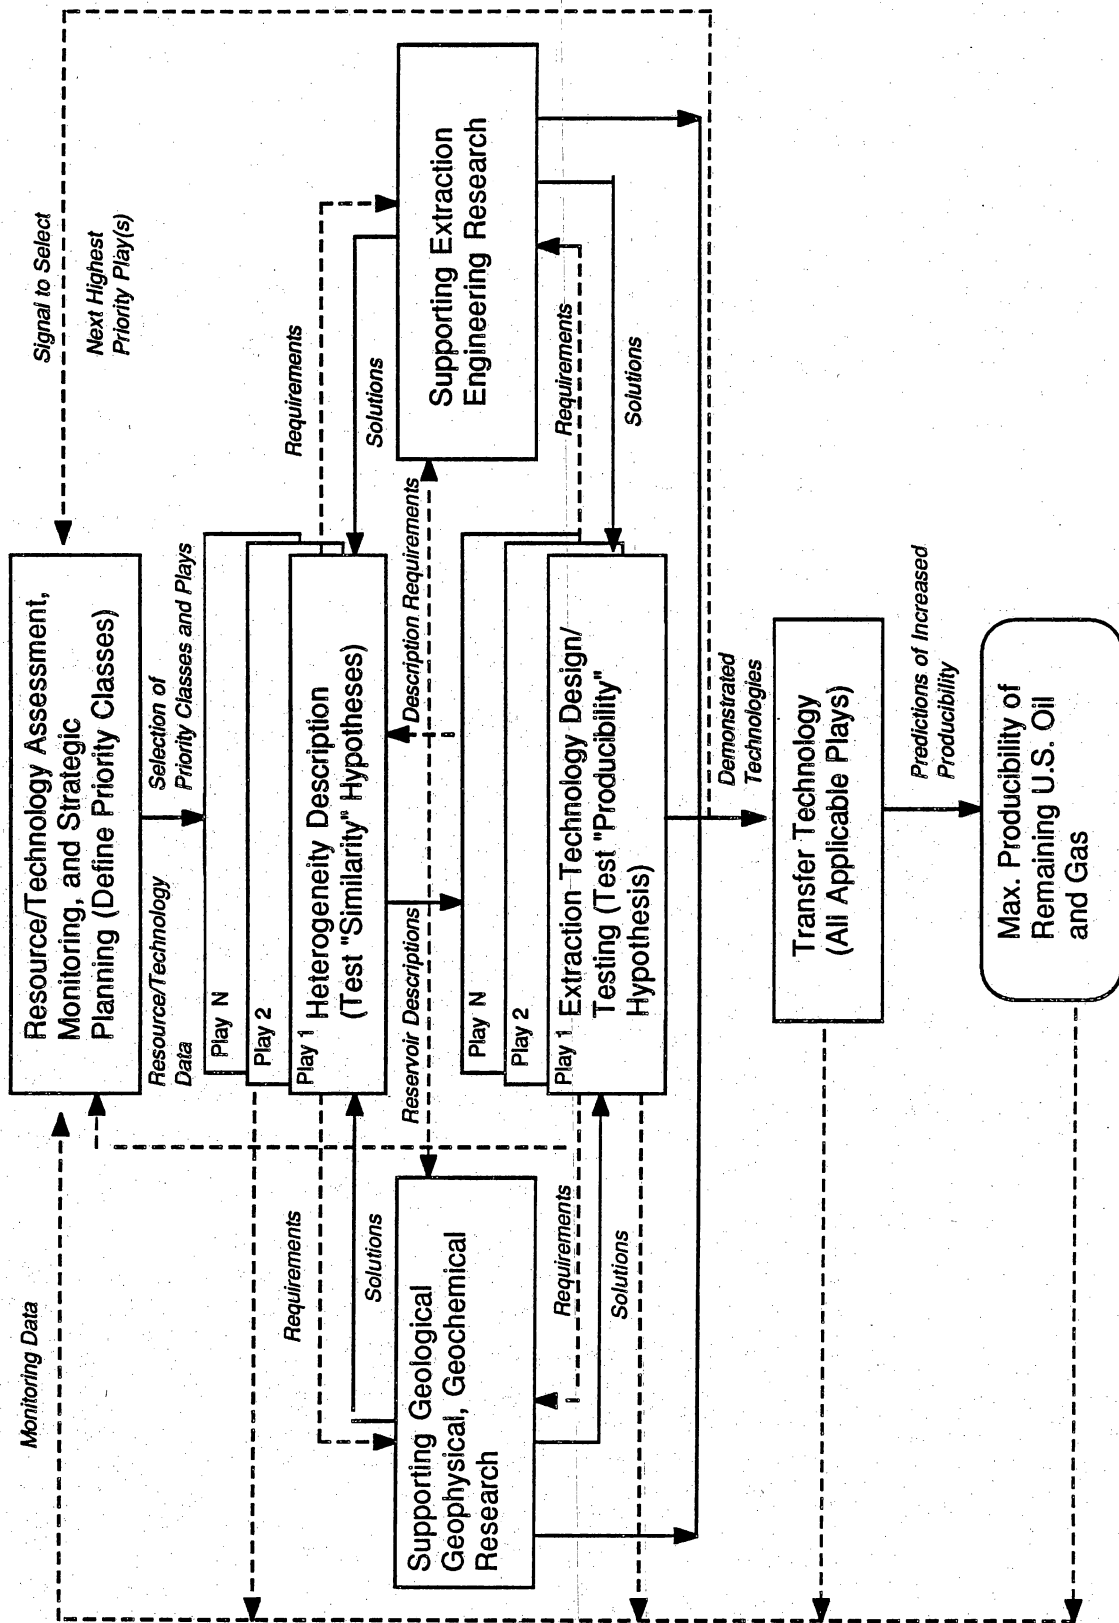 Signal to Select
Next Highest
Priority Play(s)
Monitoring Data
Resource/Technology Assessment,
Monitoring, and Strategic
Planning (Define Priority Classes)
Resource/Technology
Data
Selection of
Priority Classes and Plays
Play N
Play 2
Play 1
Heterogeneity Description
(Test "Similarity" Hypotheses)
Requirements
Solutions
Requirements
Solutions
Supporting Geological
Geophysical, Geochemical
Research
Reservoir Descriptions
Description Requirements
Supporting Extraction
Engineering Research
Play N
Play 2
Play 1
Extraction Technology Design/
Testing (Test "Producibility"
Hypothesis)
Requirements
Solutions
Requirements
Solutions
Demonstrated
Technologies
Transfer Technology
(All Applicable Plays)
Predictions of Increased
Producibility
Max. Producibility of
Remaining U.S. Oil
and Gas